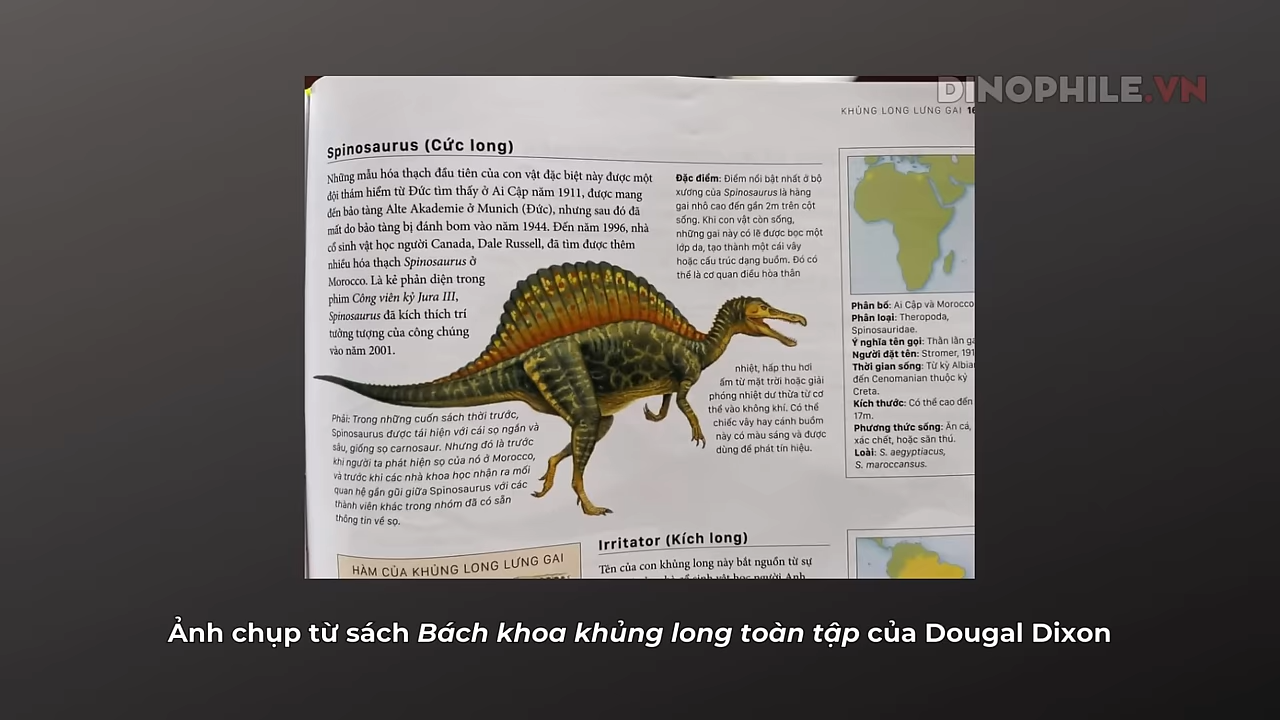 DINOPHILE.VN
KHỦNG LONG LƯNG GAI 16
Spinosaurus (Cức long)
Những mẫu hóa thạch đầu tiên của con vật đặc biệt này được một
đội thám hiểm từ Đức tìm thấy ở Ai Cập năm 1911, được mang
đến bảo tàng Alte Akademie ở Munich (Đức), nhưng sau đó đã
mất do bảo tàng bị đánh bom vào năm 1944. Đến năm 1996, nhà
cổ sinh vật học người Canada, Dale Russell, đã tìm được thêm
nhiều hóa thạch Spinosaurus ở
Morocco. Là kẻ phản diện trong
phim Công viên kỷ Jura III,
Spinosaurus đã kích thích trí
tưởng tượng của công chúng
vào năm 2001.
Đặc điểm: Điểm nổi bật nhất ở bộ
xương của Spinosaurus là hàng
gai nhô cao đến gần 2m trên cột
sống. Khi con vật còn sống,
những gai này có lẽ được bọc một
lớp da, tạo thành một cái vây
hoặc cấu trúc dạng buồm. Đó có
thể là cơ quan điều hòa thân
nhiệt, hấp thu hơi
ấm từ mặt trời hoặc giải
phóng nhiệt dư thừa từ cơ
thể vào không khí. Có thể
chiếc vây hay cánh buồm
này có màu sáng và được
dùng để phát tín hiệu.
Phải: Trong những cuốn sách thời trước,
Spinosaurus được tái hiện với cái sọ ngắn và
sâu, giống sọ carnosaur. Nhưng đó là trước
khi người ta phát hiện sọ của nó ở Morocco,
và trước khi các nhà khoa học nhận ra mối
quan hệ gần gũi giữa Spinosaurus với các
thành viên khác trong nhóm đã có sẵn
thông tin về sọ.
Phân bố: Ai Cập và Morocco
Phân loại: Theropoda,
Spinosauridae.
Ý nghĩa tên gọi: Thằn lằn ga
Người đặt tên: Stromer, 191
Thời gian sống: Từ kỳ Albia
đến Cenomanian thuộc kỷ
Creta.
Kích thước: Có thể cao đến
17m.
Phương thức sống: Ăn cá,
xác chết, hoặc săn thú.
Loài: S. aegyptiacus,
S. maroccansus.
HÀM CỦA KHỦNG LONG LƯNG GAI
Irritator (Kích long)
Tên của con khủng long này bắt nguồn từ sự
cổ sinh vật học người Anh
Ảnh chụp từ sách Bách khoa khủng long toàn tập của Dougal Dixon